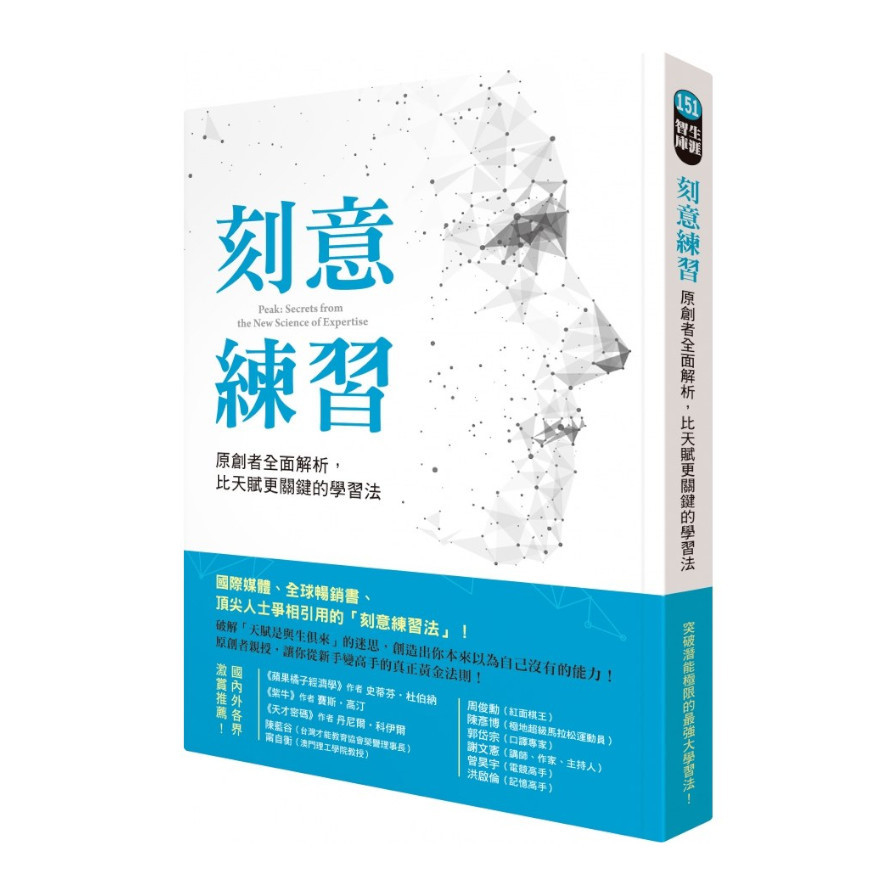 刻意
Peak: Secrets from
the New Science of Expertise
練習
原創者全面解析，
比天賦更關鍵的學習法
國際媒體、全球暢銷書、
頂尖人士爭相引用的「刻意練習法」！
破解「天賦是與生俱來」的迷思，創造出你本來以為自己沒有的能力！
原創者親授，讓你從新手變高手的真正黃金法則！
國內外各界
激賞推薦！
《蘋果橘子經濟學》作者 史蒂芬・杜伯納
《紫牛》作者 賽斯・高汀
《天才密碼》作者 丹尼爾・科伊爾
陳藍谷（台灣才能教育協會榮譽理事長）
甯自衡（澳門理工學院教授）
周俊勳（紅面棋王）
陳彥博（極地超級馬拉松運動員）
郭岱宗（口譯專家）
謝文憲（講師、作家、主持人）
曾昊宇（電競高手）
洪啟倫（記憶高手）
151
生涯
智庫
刻意練習
原創者全面解析，比天賦更關鍵的學習法
突破潛能極限的最強大學習法！